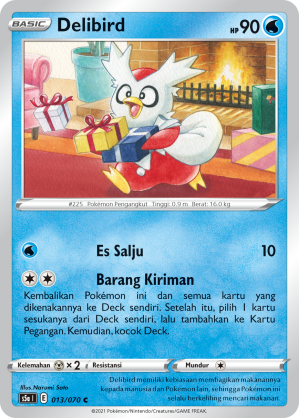 BASIC Delibird HP 90
#225 Pokémon Pengangkut Tinggi: 0.9 m Berat: 16.0 kg
Es Salju 10
Barang Kiriman
Kembalikan Pokémon ini dan semua kartu yang
dikenakannya ke Deck sendiri. Setelah itu, pilih 1 kartu
sesukanya dari Deck sendiri, lalu tambahkan ke Kartu
Pegangan. Kemudian, kocok Deck.
Kelemahan ×2 Resistansi Mundur
Illus. Narumi Sato
s5a I E 013/070 C
Delibird memiliki kebiasaan membagikan makanannya
kepada manusia dan Pokémon lain, sehingga Pokémon ini
selalu berkeliling mencari makanan.
©2021 Pokémon/Nintendo/Creatures/GAME FREAK